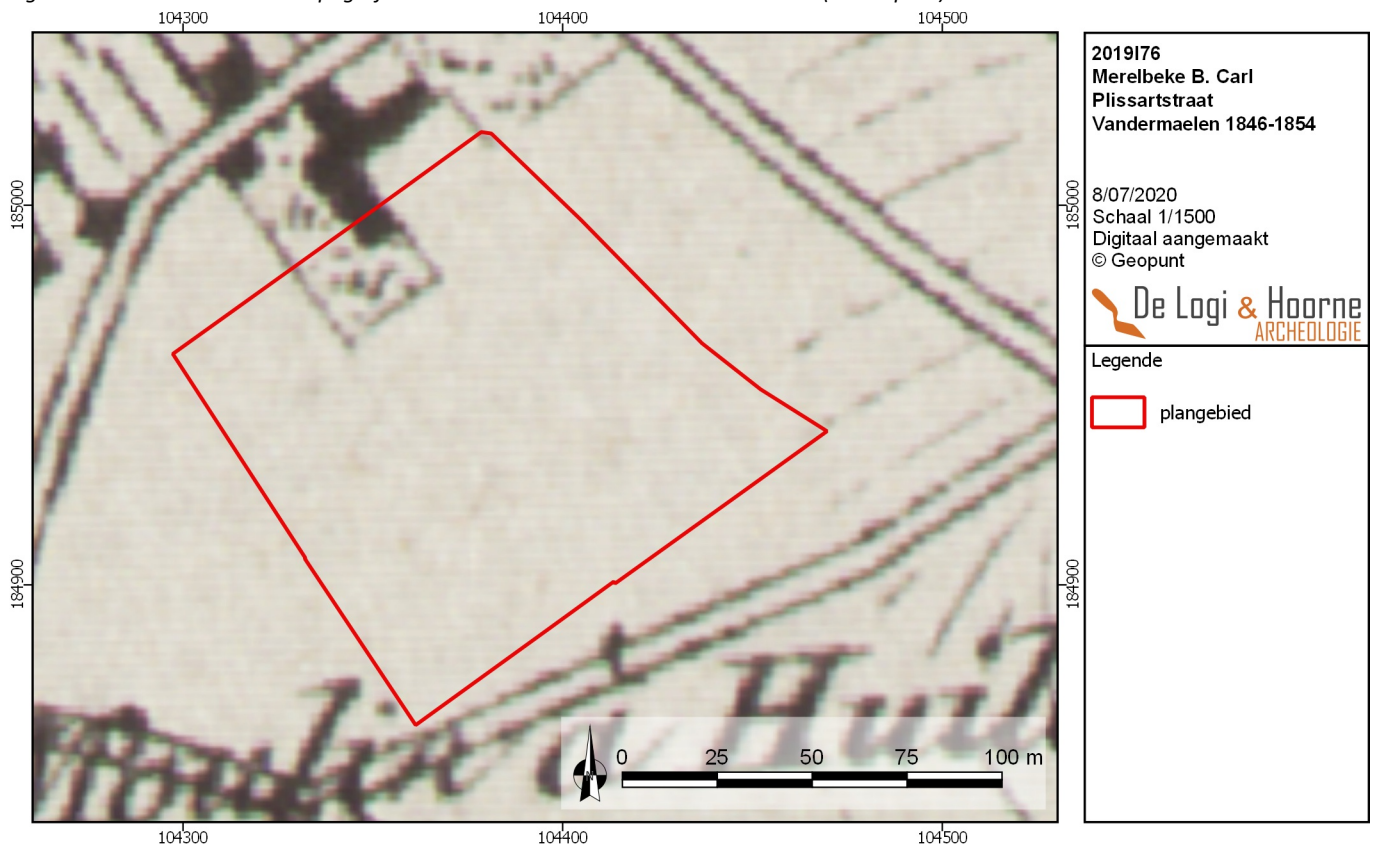 104300
104400
104500
185000
185000
184900
184900
104300
104400
104500
0 25 50 75 100 m
N
2019I76
Merelbeke B. Carl
Plissartstraat
Vandermaelen 1846-1854
8/07/2020
Schaal 1/1500
Digitaal aangemaakt
© Geopunt
De Logi & Hoorne
ARCHEOLOGIE
Legende
plangebied